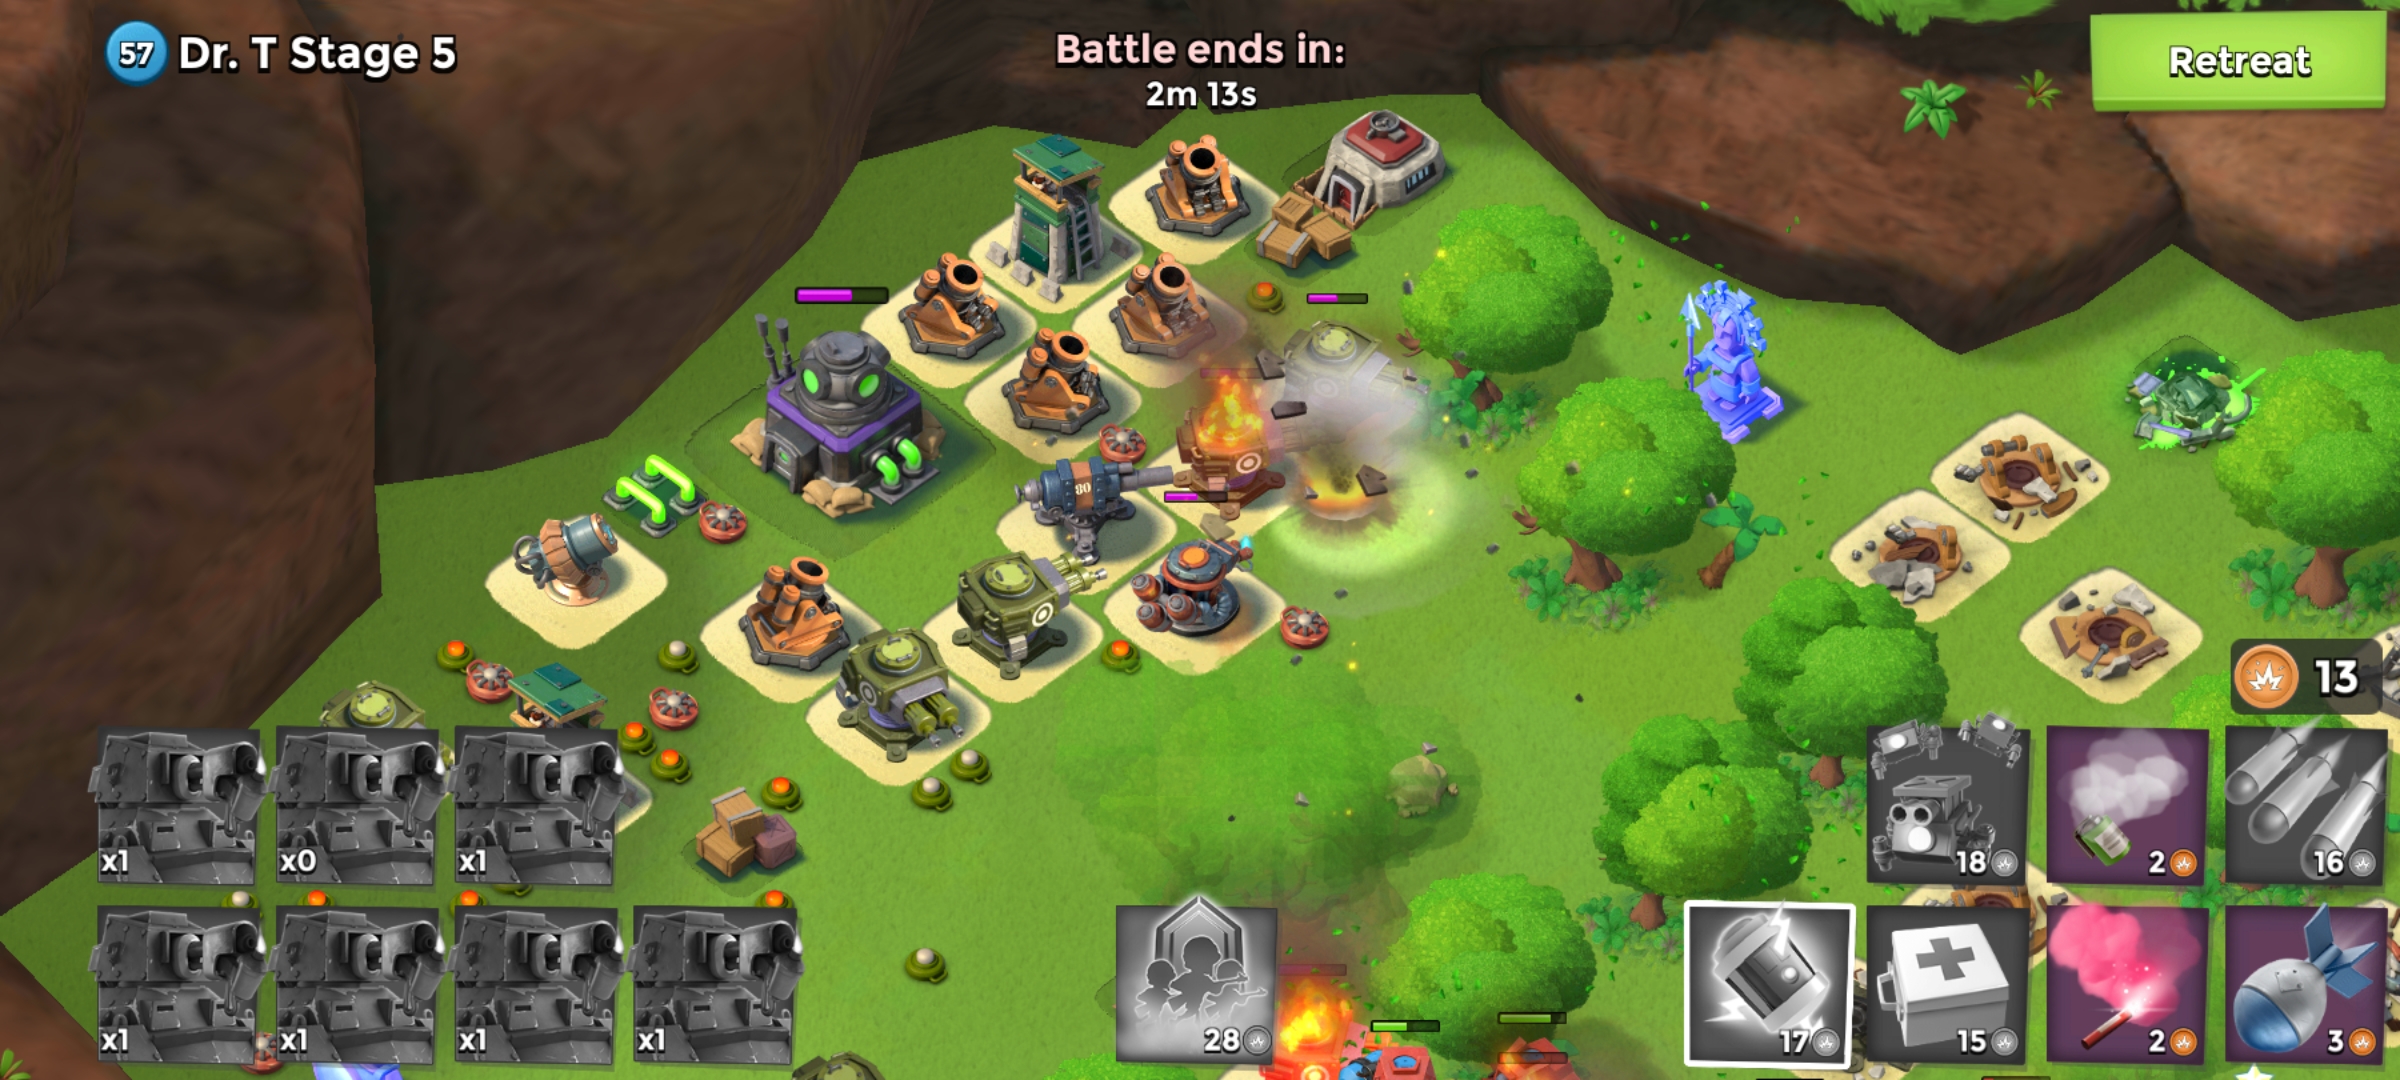 57 Dr. T Stage 5
Battle ends in:
2m 13s
Retreat
80
13
x1
x0
x1
18
2
16
x1
x1
x1
x1
28
17
15
2
3